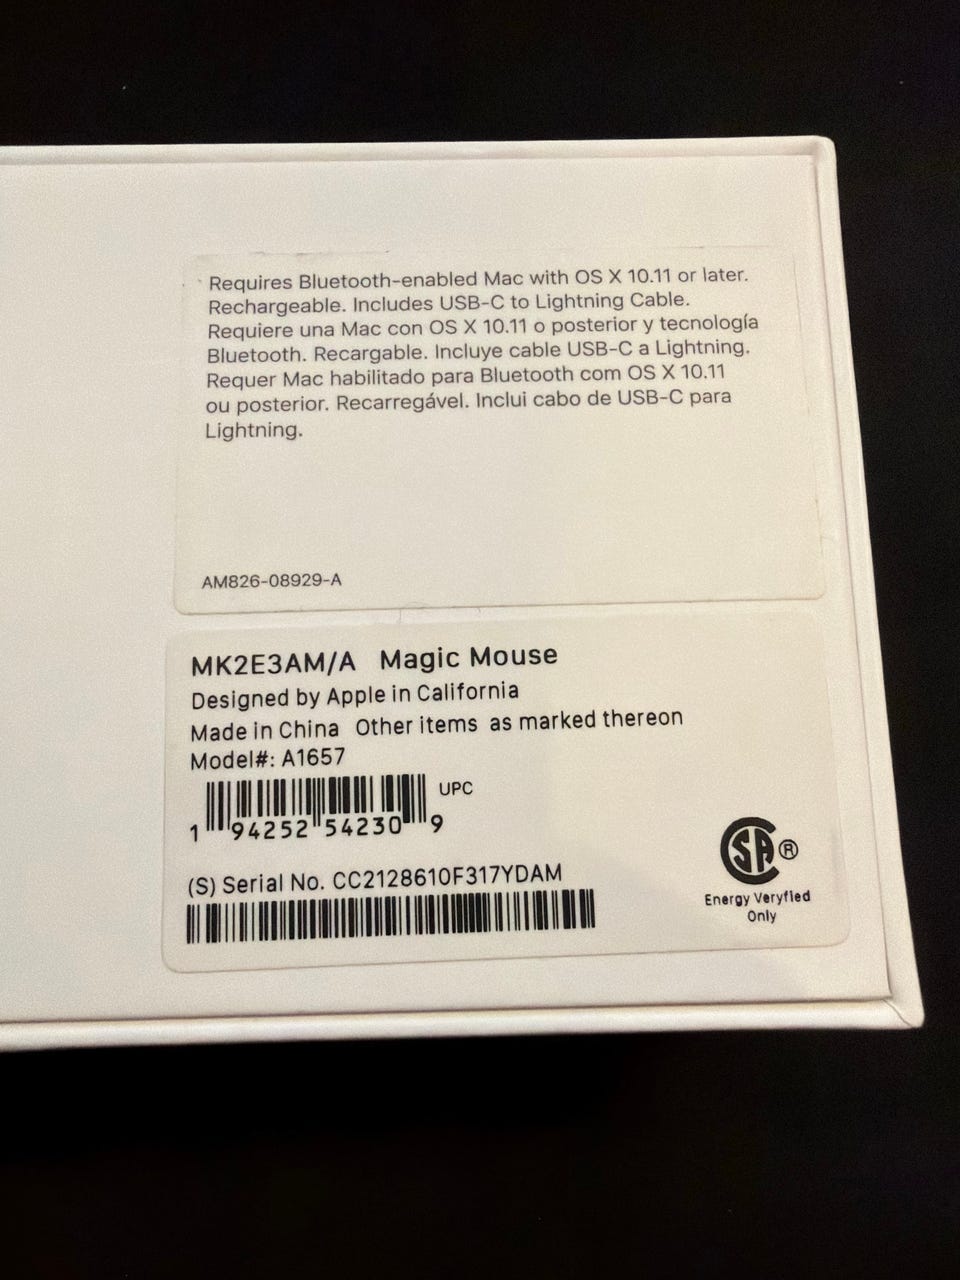 Requires Bluetooth-enabled Mac with OS X 10.11 or later.
Rechargeable. Includes USB-C to Lightning Cable.
Requiere una Mac con OS X 10.11 o posterior y tecnología
Bluetooth. Recargable. Incluye cable USB-C a Lightning.
Requer Mac habilitado para Bluetooth com OS X 10.11
ou posterior. Recarregável. Inclui cabo de USB-C para
Lightning.
AM826-08929-A
MK2E3AM/A Magic Mouse
Designed by Apple in California
Made in China Other items as marked thereon
Model#: A1657
UPC
1 94252 54230 9
(S) Serial No. CC2128610F317YDAM
SA ®
Energy Veryfied
Only